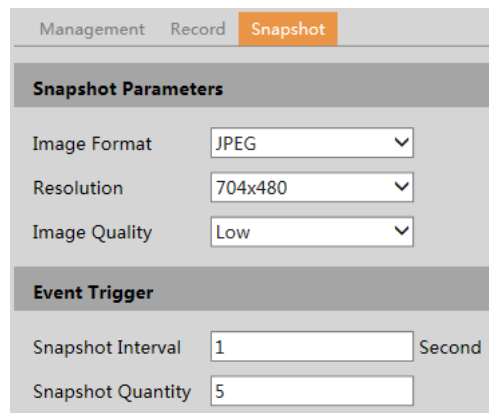 Management Record Snapshot
Snapshot Parameters
Image Format JPEG
Resolution 704x480
Image Quality Low
Event Trigger
Snapshot Interval 1 Second
Snapshot Quantity 5